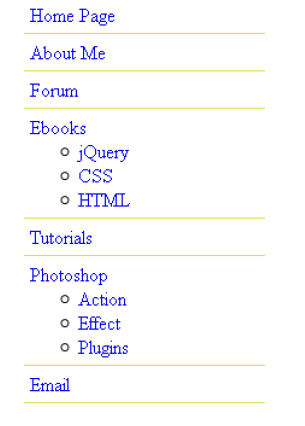 Home Page
About Me
Forum
Ebooks
jQuery
CSS
HTML
Tutorials
Photoshop
Action
Effect
Plugins
Email